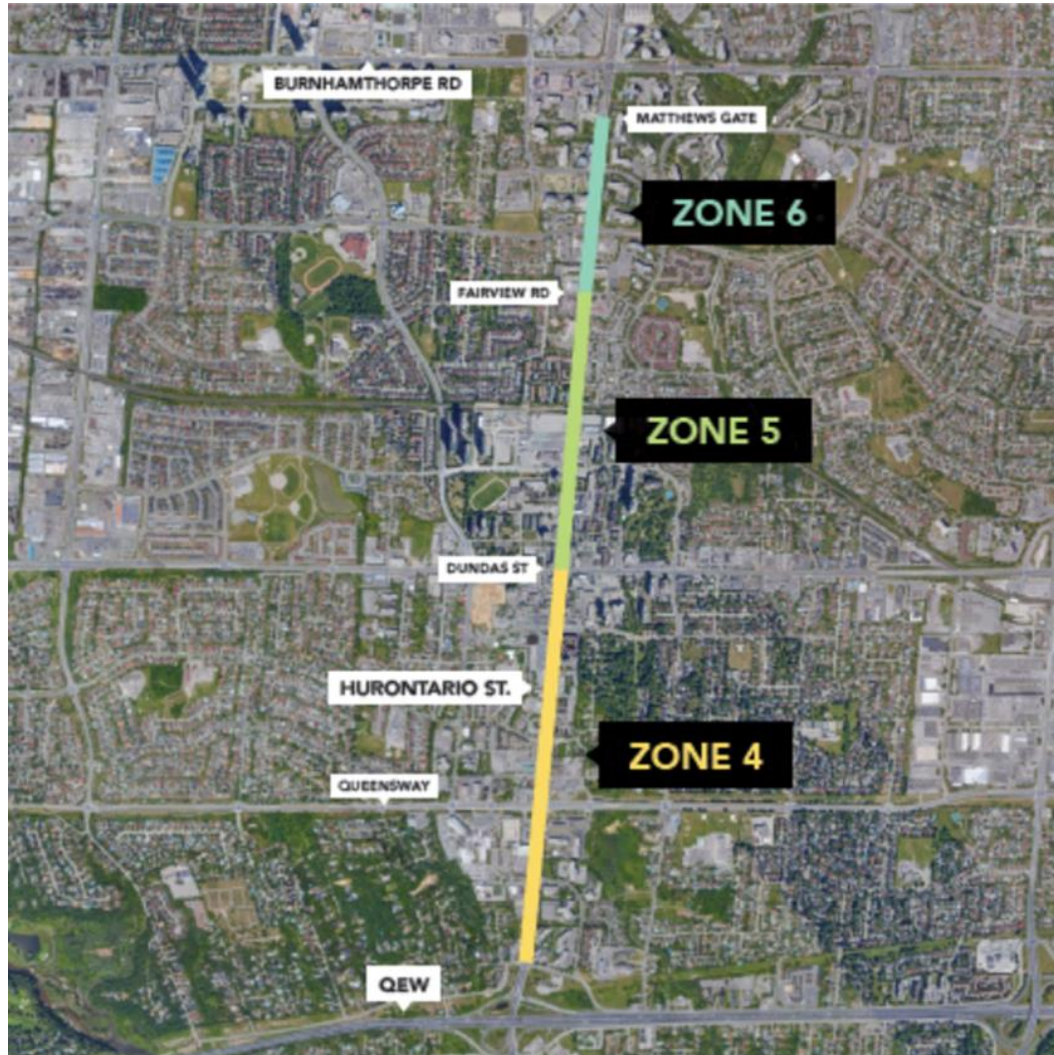 BURNHAMTHORPE RD
MATTHEWS GATE
ZONE 6
FAIRVIEW RD
ZONE 5
DUNDAS ST
HURONTARIO ST.
ZONE 4
QUEENSWAY
QEW